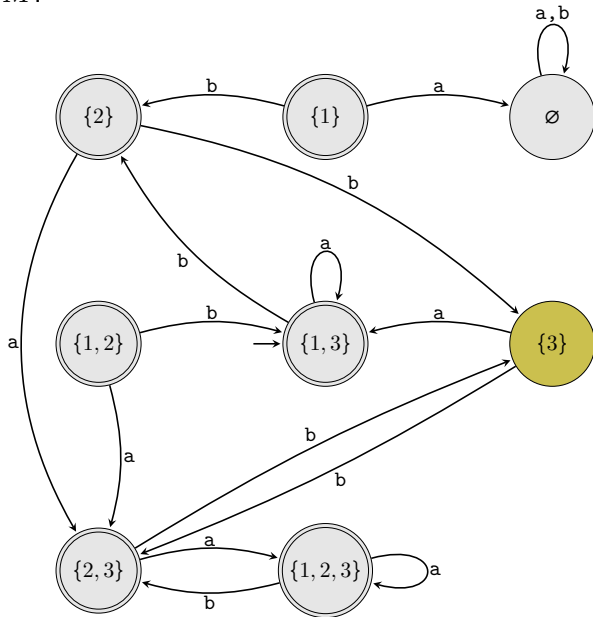 a,b
b
a
{2}
{1}
∅
b
b
a
a
b
a
{1, 2}
{1, 3}
{3}
a
b
b
a
{2, 3}
{1, 2, 3}
a
b